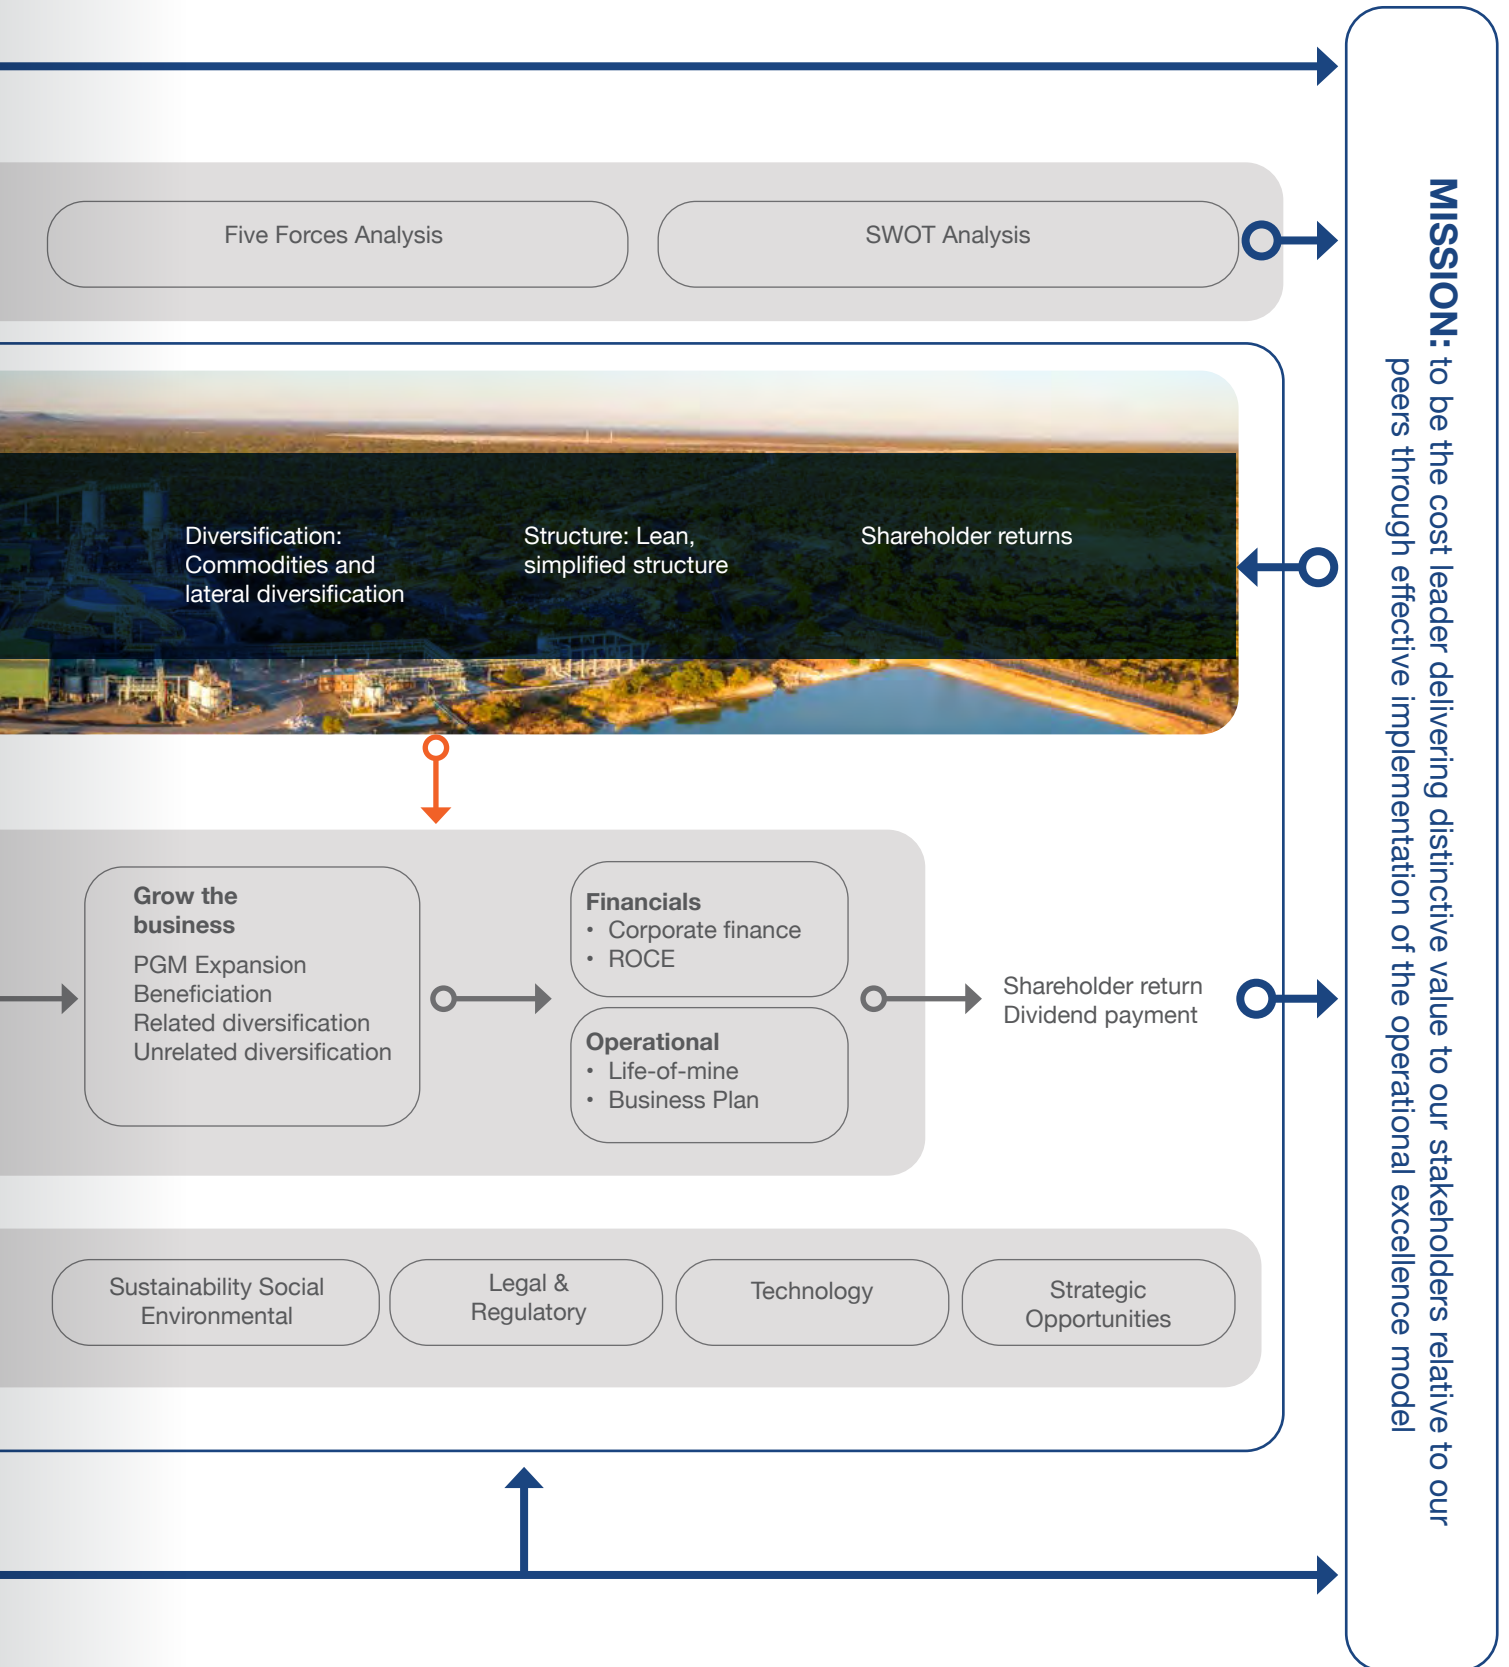 Five Forces Analysis
SWOT Analysis
Diversification:
Commodities and
lateral diversification
Structure: Lean,
simplified structure
Shareholder returns
Grow the
business
PGM Expansion
Beneficiation
Related diversification
Unrelated diversification
Financials
• Corporate finance
• ROCE
Operational
• Life-of-mine
• Business Plan
Shareholder return
Dividend payment
Sustainability Social
Environmental
Legal &
Regulatory
Technology
Strategic
Opportunities
MISSION: to be the cost leader delivering distinctive value to our stakeholders relative to our
peers through effective implementation of the operational excellence model